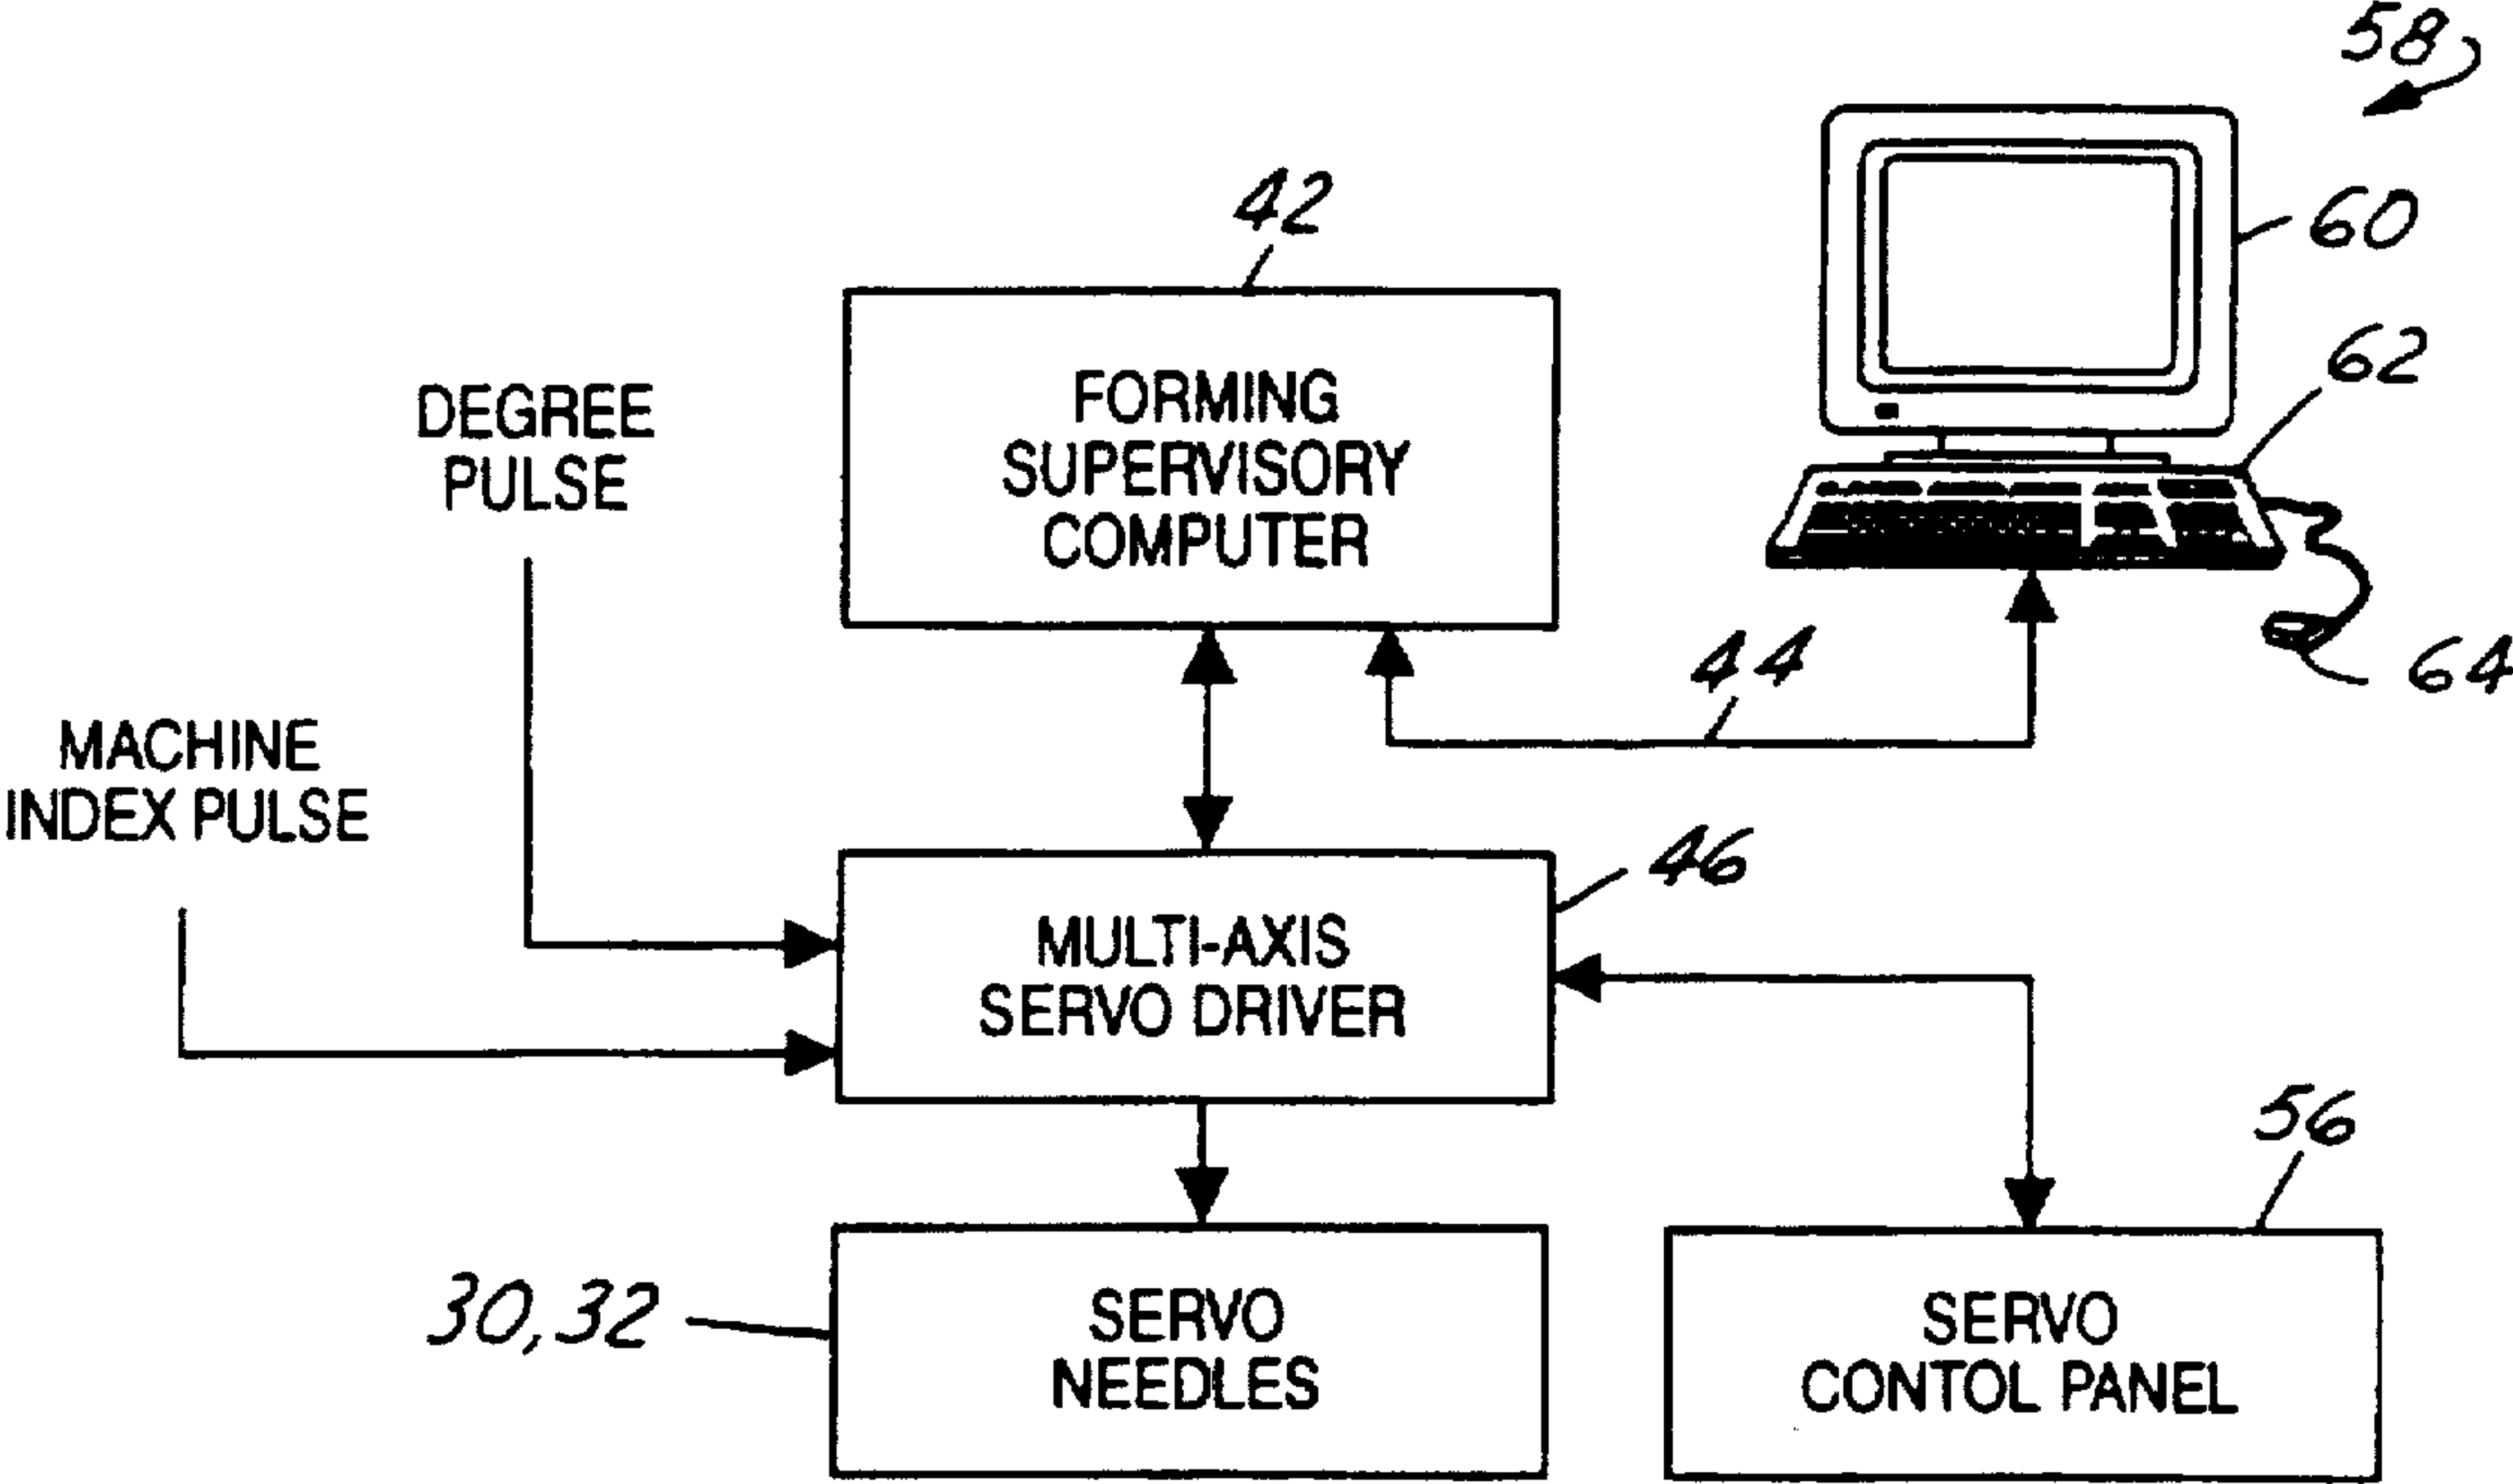 58
60
42
62
FORMING
SUPERVISORY
COMPUTER
DEGREE
PULSE
44
64
MACHINE
INDEX PULSE
46
MULTI-AXIS
SERVO DRIVER
56
30,32
SERVO
NEEDLES
SERVO
CONTOL PANEL